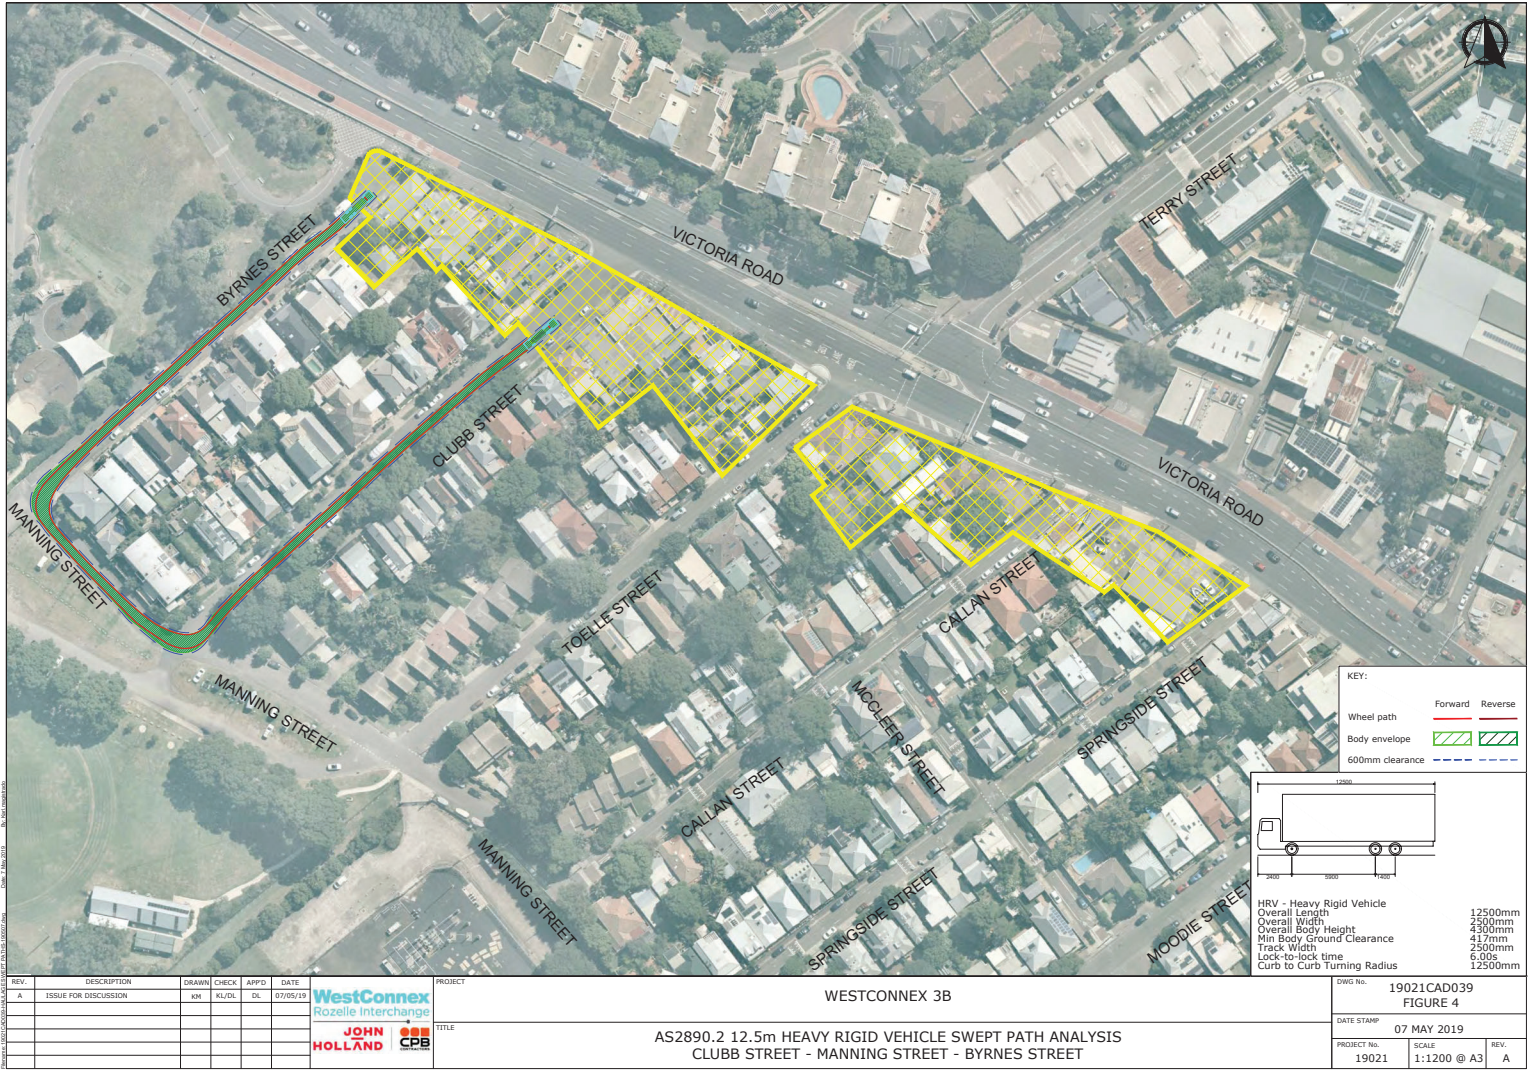 BYRNES STREET
VICTORIA ROAD
TERRY STREET
CLUBB STREET
MANNING STREET
VICTORIA ROAD
TOELLE STREET
CALLAN STREET
MANNING STREET
MCCLEER STREET
SPRINGSIDE STREET
CALLAN STREET
MANNING STREET
SPRINGSIDE STREET
MOODIE STREET
KEY:
Forward Reverse
Wheel path
Body envelope
600mm clearance
12500
2400 5900 1400
HRV - Heavy Rigid Vehicle
Overall Length 12500mm
Overall Width 2500mm
Overall Body Height 4300mm
Min Body Ground Clearance 417mm
Track Width 2500mm
Lock-to-lock time 6.00s
Curb to Curb Turning Radius 12500mm
REV. DESCRIPTION DRAWN CHECK APP'D DATE
A ISSUE FOR DISCUSSION KM KL/DL DL 07/05/19
WestConnex
Rozelle Interchange
JOHN
HOLLAND
CPB
CONTRACTORS
PROJECT
WESTCONNEX 3B
TITLE
AS2890.2 12.5m HEAVY RIGID VEHICLE SWEPT PATH ANALYSIS
CLUBB STREET - MANNING STREET - BYRNES STREET
DWG No.
19021CAD039
FIGURE 4
DATE STAMP
07 MAY 2019
PROJECT No. SCALE REV.
19021 1:1200 @ A3 A
Date: 7 May 2019